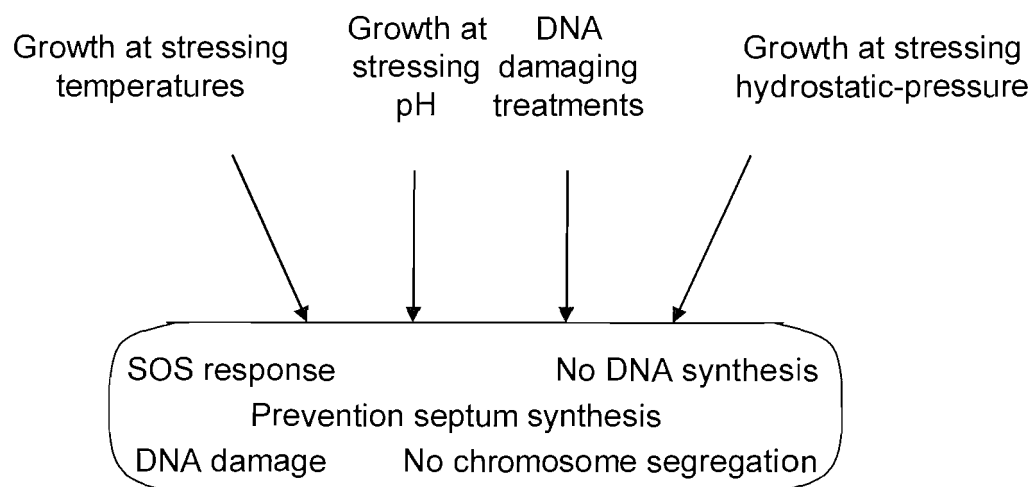 Growth at stressing
temperatures
Growth at
stressing
pH
DNA
damaging
treatments
Growth at stressing
hydrostatic-pressure
SOS response
No DNA synthesis
Prevention septum synthesis
DNA damage
No chromosome segregation